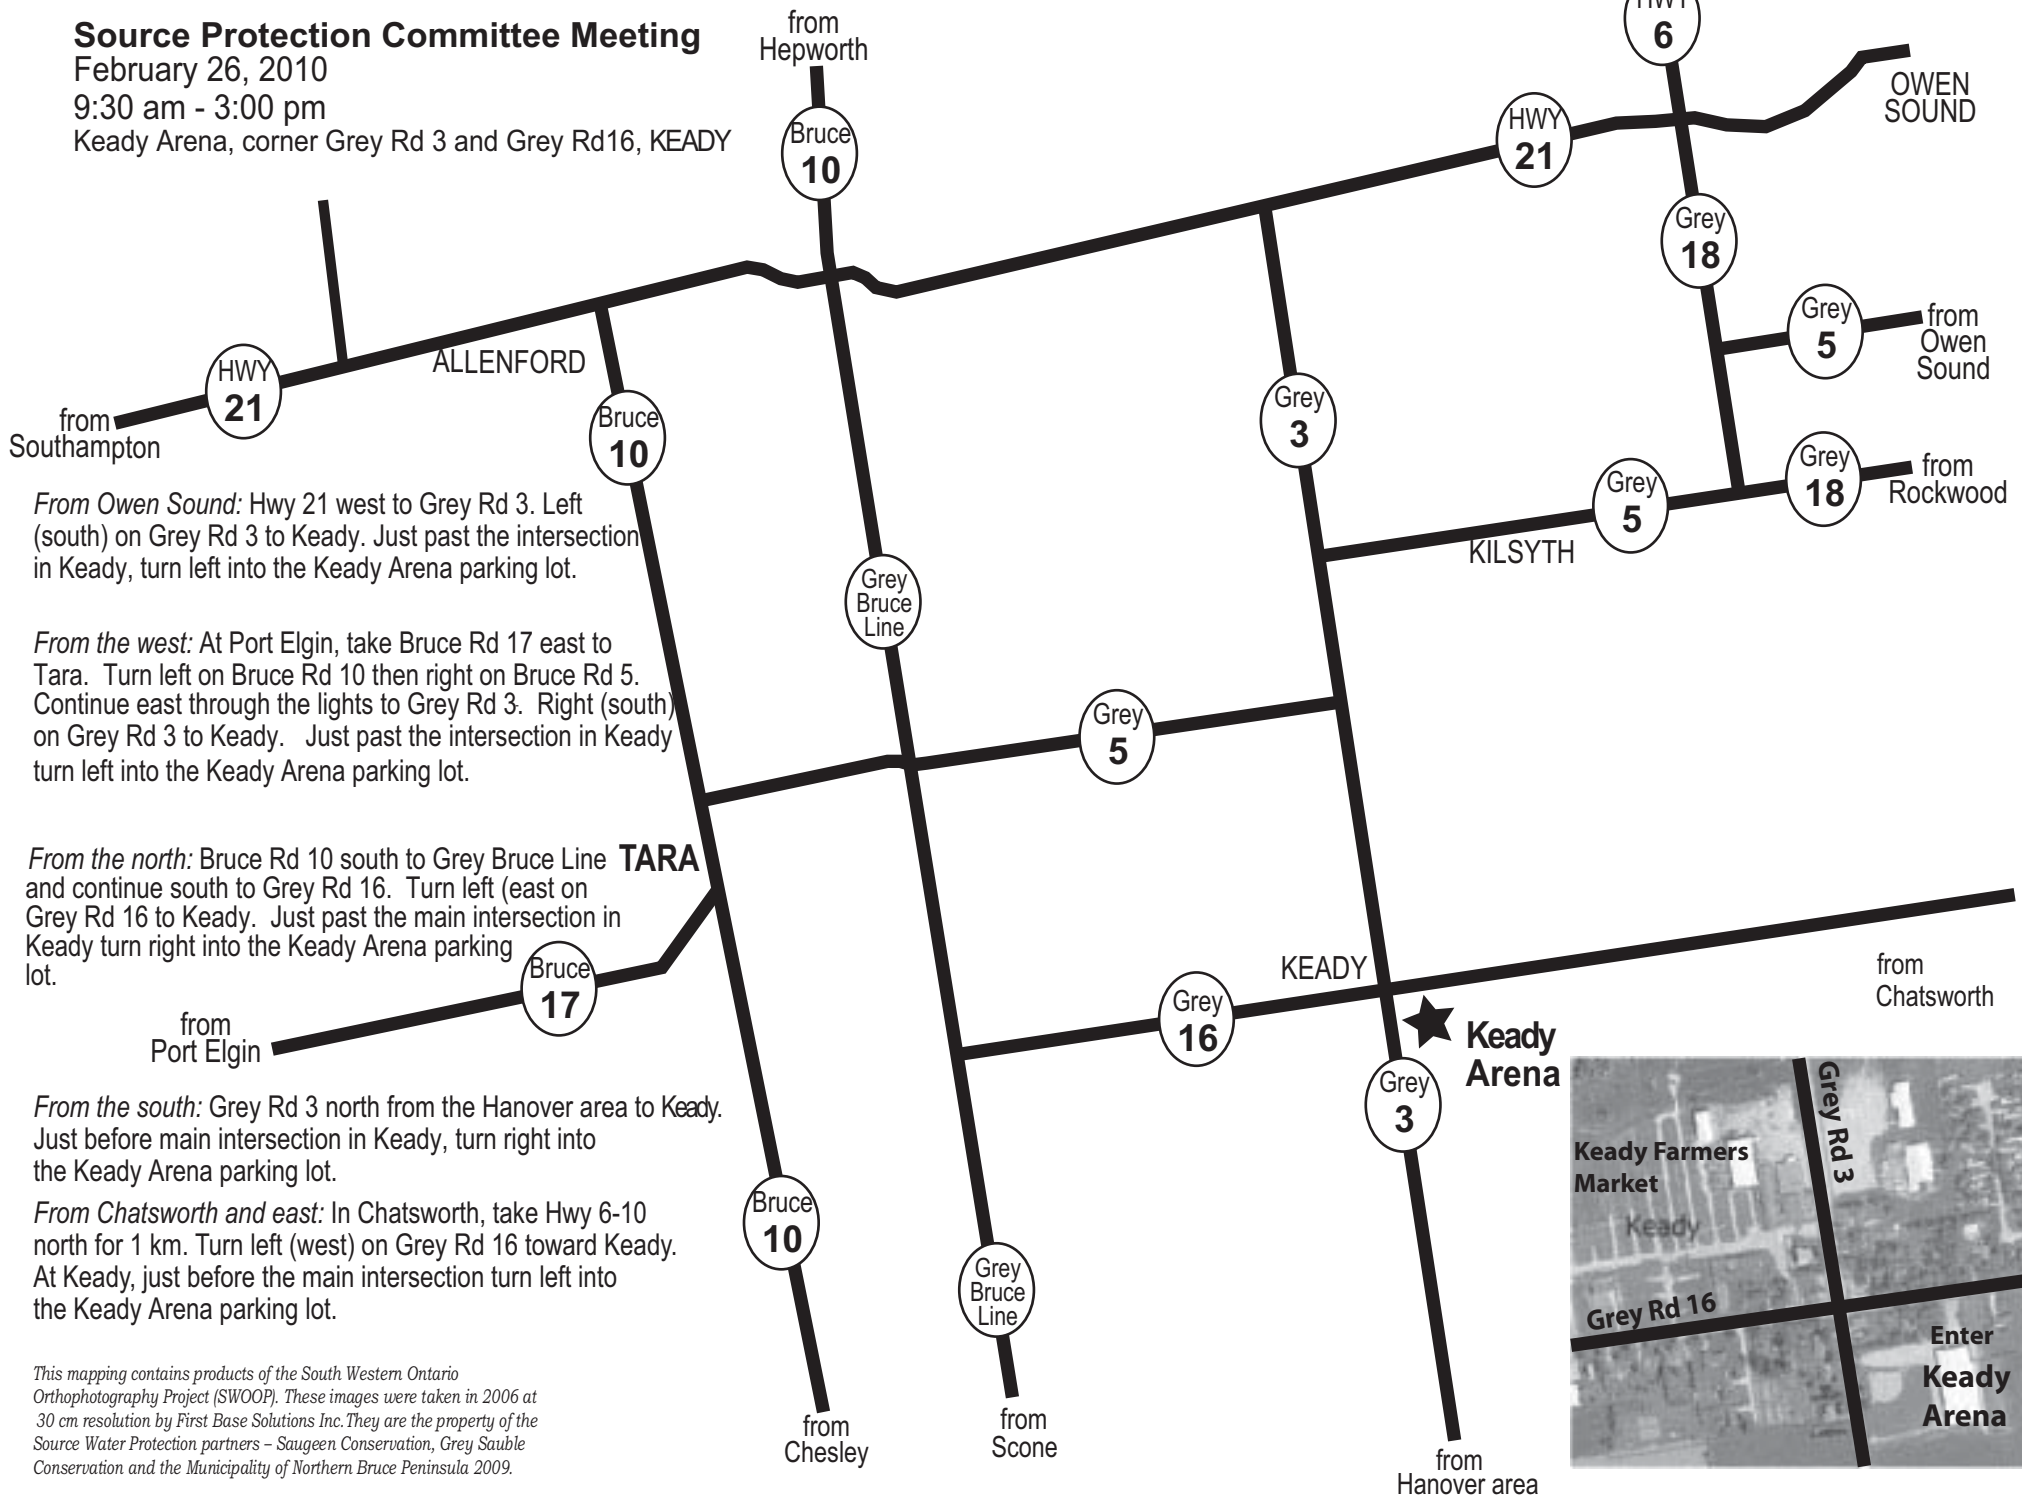 Source Protection Committee Meeting
February 26, 2010
9:30 am - 3:00 pm
Keady Arena, corner Grey Rd 3 and Grey Rd16, KEADY
from
Hepworth
Bruce
10
HWY
6
OWEN
SOUND
HWY
21
Grey
18
Grey
5
from
Owen
Sound
ALLENFORD
HWY
21
from
Southampton
Bruce
10
Grey
3
Grey
5
Grey
18
from
Rockwood
KILSYTH
From Owen Sound: Hwy 21 west to Grey Rd 3. Left
(south) on Grey Rd 3 to Keady. Just past the intersection
in Keady, turn left into the Keady Arena parking lot.
Grey
Bruce
Line
From the west: At Port Elgin, take Bruce Rd 17 east to
Tara. Turn left on Bruce Rd 10 then right on Bruce Rd 5.
Continue east through the lights to Grey Rd 3. Right (south)
on Grey Rd 3 to Keady. Just past the intersection in Keady
turn left into the Keady Arena parking lot.
Grey
5
From the north: Bruce Rd 10 south to Grey Bruce Line
and continue south to Grey Rd 16. Turn left (east on
Grey Rd 16 to Keady. Just past the main intersection in
Keady turn right into the Keady Arena parking
lot.
TARA
Bruce
17
from
Port Elgin
KEADY
Grey
16
from
Chatsworth
Keady
Arena
Grey
3
From the south: Grey Rd 3 north from the Hanover area to Keady.
Just before main intersection in Keady, turn right into
the Keady Arena parking lot.
From Chatsworth and east: In Chatsworth, take Hwy 6-10
north for 1 km. Turn left (west) on Grey Rd 16 toward Keady.
At Keady, just before the main intersection turn left into
the Keady Arena parking lot.
Bruce
10
Grey
Bruce
Line
Grey Rd 3
Keady Farmers
Market
Keady
Grey Rd 16
Enter
Keady
Arena
This mapping contains products of the South Western Ontario
Orthophotography Project (SWOOP). These images were taken in 2006 at
30 cm resolution by First Base Solutions Inc.They are the property of the
Source Water Protection partners – Saugeen Conservation, Grey Sauble
Conservation and the Municipality of Northern Bruce Peninsula 2009.
from
Chesley
from
Scone
from
Hanover area